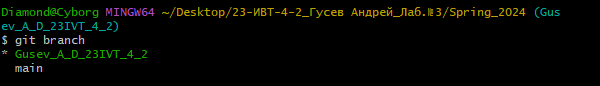 Diamond@Cyborg MINGW64 ~/Desktop/23-ИВТ-4-2_Гусев Андрей_Лаб.№3/Spring_2024 (Gus
ev_A_D_23IVT_4_2)
$ git branch
* Gusev_A_D_23IVT_4_2
  main